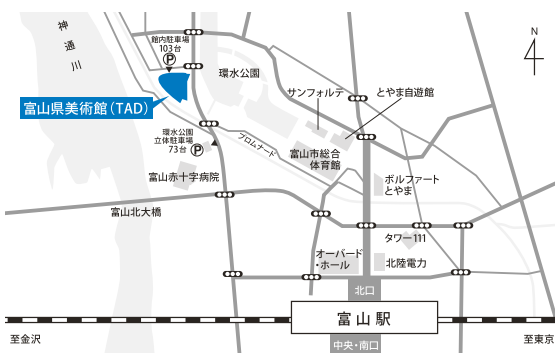 神通川
館内駐車場
103台
P
N
環水公園
サンフォルテ
とやま自遊館
富山県美術館(TAD)
環水公園
立体駐車場
73台 P
プロムナード
富山市総合
体育館
富山赤十字病院
ボルファート
とやま
富山北大橋
タワー111
オーバード
・ホール
北陸電力
北口
富山駅
至金沢
中央・南口
至東京